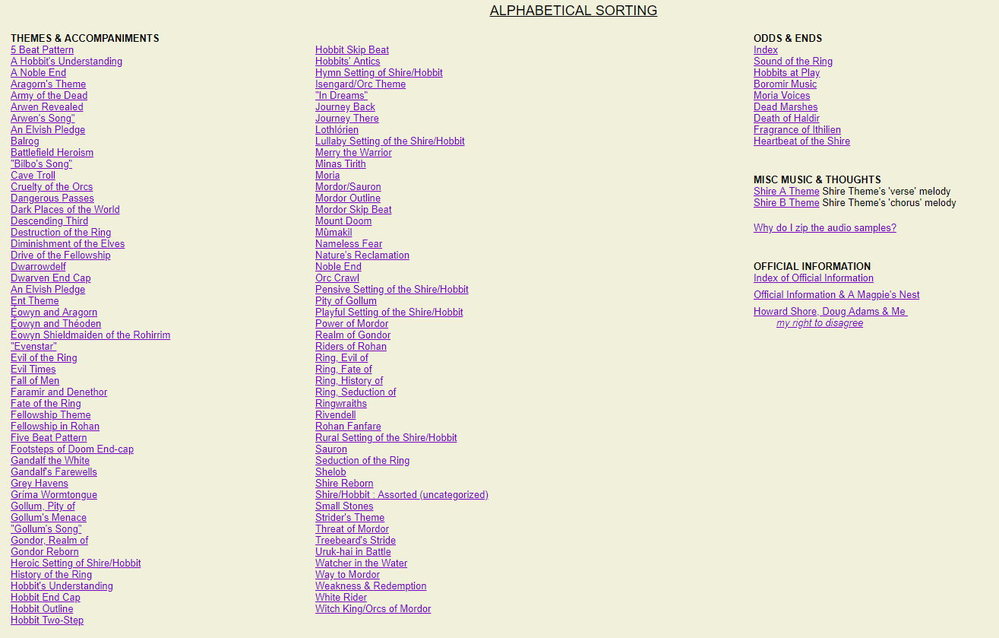 ALPHABETICAL SORTING
THEMES & ACCOMPANIMENTS
5 Beat Pattern
A Hobbit's Understanding
A Noble End
Aragorn's Theme
Army of the Dead
Arwen Revealed
Arwen's Song"
An Elvish Pledge
Balrog
Battlefield Heroism
"Bilbo's Song"
Cave Troll
Cruelty of the Orcs
Dangerous Passes
Dark Places of the World
Descending Third
Destruction of the Ring
Diminishment of the Elves
Drive of the Fellowship
Dwarrowdelf
Dwarven End Cap
An Elvish Pledge
Ent Theme
Éowyn and Aragorn
Éowyn and Théoden
Éowyn Shieldmaiden of the Rohirrim
"Evenstar"
Evil of the Ring
Evil Times
Fall of Men
Faramir and Denethor
Fate of the Ring
Fellowship Theme
Fellowship in Rohan
Five Beat Pattern
Footsteps of Doom End-cap
Gandalf the White
Gandalf's Farewells
Grey Havens
Gríma Wormtongue
Gollum, Pity of
Gollum's Menace
"Gollum's Song"
Gondor, Realm of
Gondor Reborn
Heroic Setting of Shire/Hobbit
History of the Ring
Hobbit's Understanding
Hobbit End Cap
Hobbit Outline
Hobbit Two-Step
Hobbit Skip Beat
Hobbits' Antics
Hymn Setting of Shire/Hobbit
Isengard/Orc Theme
"In Dreams"
Journey Back
Journey There
Lothlórien
Lullaby Setting of the Shire/Hobbit
Merry the Warrior
Minas Tirith
Moria
Mordor/Sauron
Mordor Outline
Mordor Skip Beat
Mount Doom
Mûmakil
Nameless Fear
Nature's Reclamation
Noble End
Orc Crawl
Pensive Setting of the Shire/Hobbit
Pity of Gollum
Playful Setting of the Shire/Hobbit
Power of Mordor
Realm of Gondor
Riders of Rohan
Ring, Evil of
Ring, Fate of
Ring, History of
Ring, Seduction of
Ringwraiths
Rivendell
Rohan Fanfare
Rural Setting of the Shire/Hobbit
Sauron
Seduction of the Ring
Shelob
Shire Reborn
Shire/Hobbit : Assorted (uncategorized)
Small Stones
Strider's Theme
Threat of Mordor
Treebeard's Stride
Uruk-hai in Battle
Watcher in the Water
Way to Mordor
Weakness & Redemption
White Rider
Witch King/Orcs of Mordor
ODDS & ENDS
Index
Sound of the Ring
Hobbits at Play
Boromir Music
Moria Voices
Dead Marshes
Death of Haldir
Fragrance of Ithilien
Heartbeat of the Shire
MISC MUSIC & THOUGHTS
Shire A Theme Shire Theme's 'verse' melody
Shire B Theme Shire Theme's 'chorus' melody
Why do I zip the audio samples?
OFFICIAL INFORMATION
Index of Official Information
Official Information & A Magpie's Nest
Howard Shore, Doug Adams & Me
my right to disagree